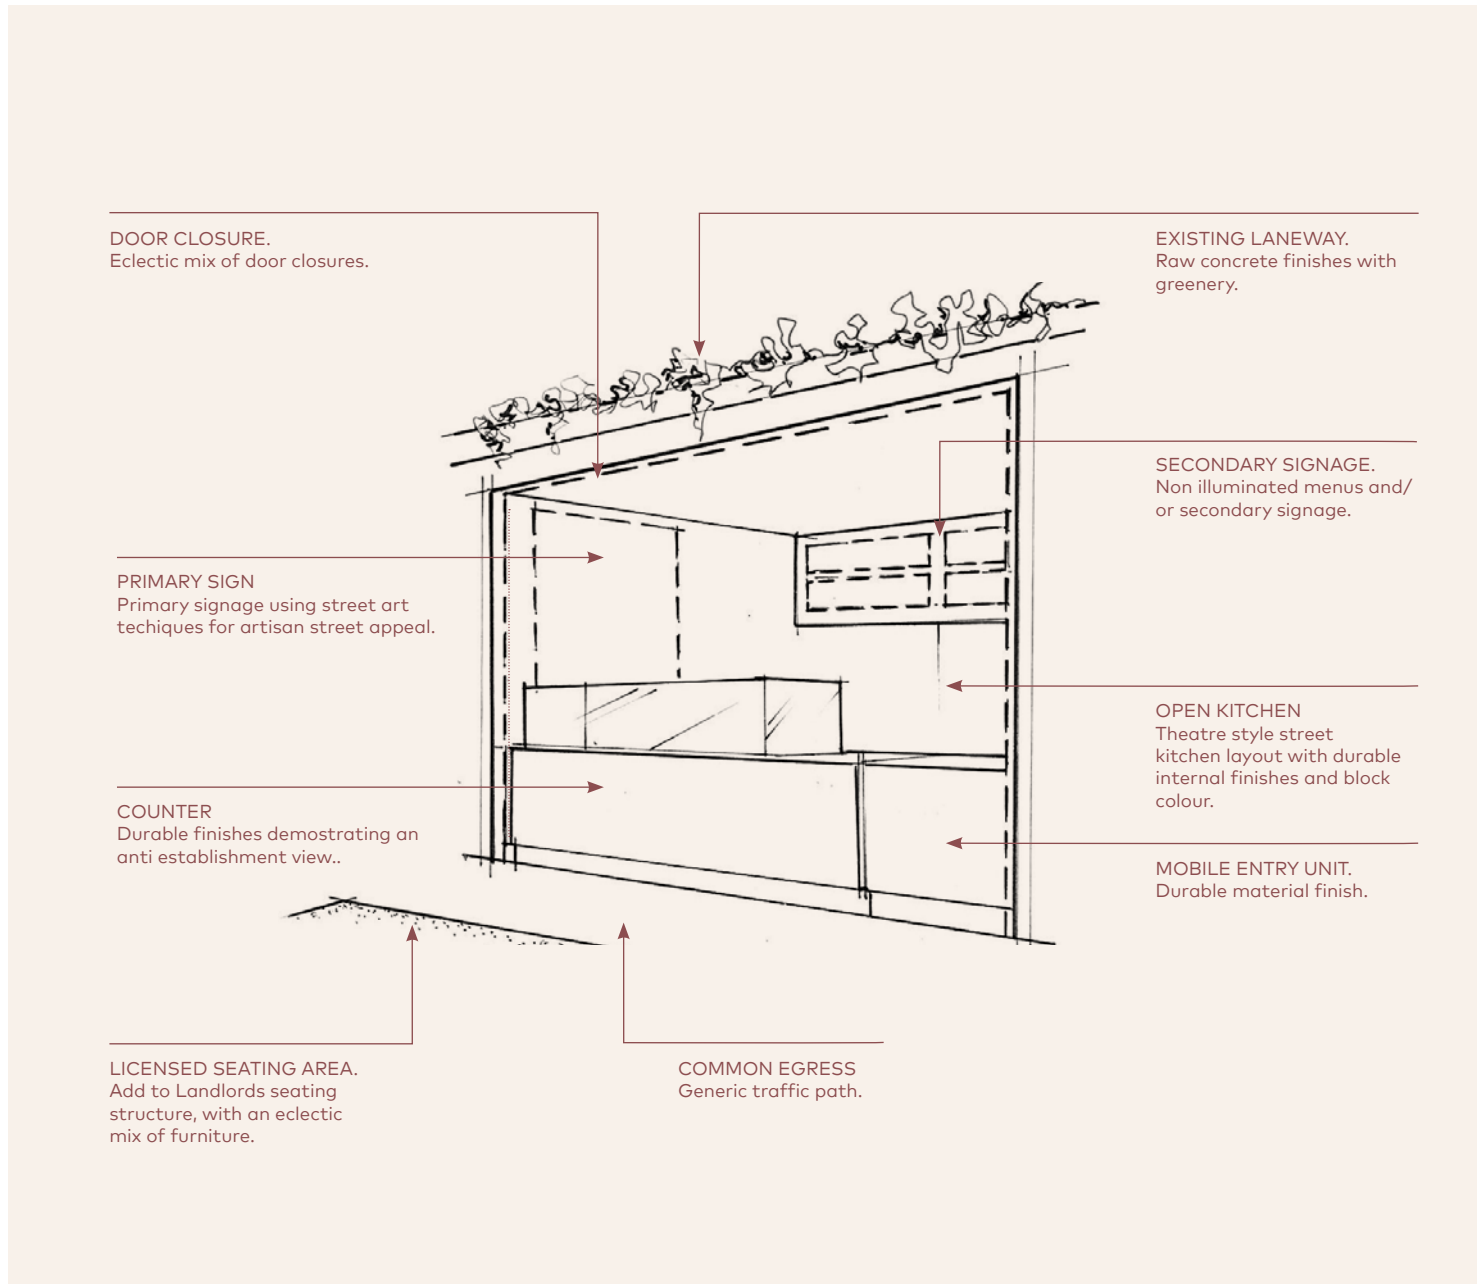 DOOR CLOSURE.
Eclectic mix of door closures.
EXISTING LANEWAY.
Raw concrete finishes with
greenery.
SECONDARY SIGNAGE.
Non illuminated menus and/
or secondary signage.
PRIMARY SIGN
Primary signage using street art
techiques for artisan street appeal.
OPEN KITCHEN
Theatre style street
kitchen layout with durable
internal finishes and block
colour.
COUNTER
Durable finishes demostrating an
anti establishment view..
MOBILE ENTRY UNIT.
Durable material finish.
LICENSED SEATING AREA.
Add to Landlords seating
structure, with an eclectic
mix of furniture.
COMMON EGRESS
Generic traffic path.